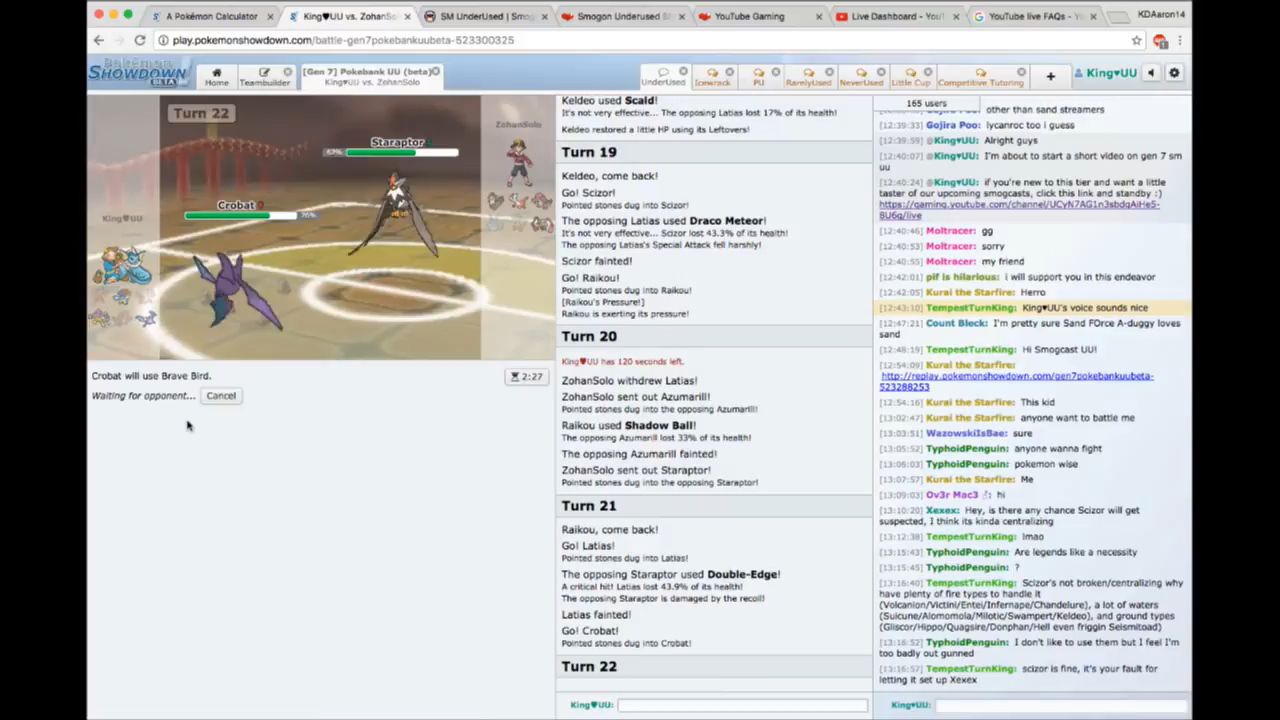 A Pokémon Calculator
King♥UU vs. ZohanSo
SM UnderUsed | Smog
Smogon Underused S
YouTube Gaming
Live Dashboard - YouT
YouTube live FAQs - Yo
KDAaron14
play.pokemonshowdown.com/battle-gen7pokebankuubeta-523300325
Pokémon
SHOWDOWN
BETA
Home
Teambuilder
[Gen 7] Pokebank UU (beta)
King♥UU vs. ZohanSolo
UnderUsed
Icewrack
PU
RarelyUsed
NeverUsed
Little Cup
Competitive Tutoring
+
King♥UU
Turn 22
ZohanSolo
Staraptor
67%
Crobat
76%
King♥UU
Crobat will use Brave Bird.
2:27
Waiting for opponent...
Cancel
Keldeo used Scald!
It's not very effective... The opposing Latias lost 17% of its health!
Keldeo restored a little HP using its Leftovers!
Turn 19
Keldeo, come back!
Go! Scizor!
Pointed stones dug into Scizor!
The opposing Latias used Draco Meteor!
It's not very effective... Scizor lost 43.3% of its health!
The opposing Latias's Special Attack fell harshly!
Scizor fainted!
Go! Raikou!
Pointed stones dug into Raikou!
[Raikou's Pressure!]
Raikou is exerting its pressure!
Turn 20
King♥UU has 120 seconds left.
ZohanSolo withdrew Latias!
ZohanSolo sent out Azumarill!
Pointed stones dug into the opposing Azumarill!
Raikou used Shadow Ball!
The opposing Azumarill lost 33% of its health!
The opposing Azumarill fainted!
ZohanSolo sent out Staraptor!
Pointed stones dug into the opposing Staraptor!
Turn 21
Raikou, come back!
Go! Latias!
Pointed stones dug into Latias!
The opposing Staraptor used Double-Edge!
A critical hit! Latias lost 43.9% of its health!
The opposing Staraptor is damaged by the recoil!
Latias fainted!
Go! Crobat!
Pointed stones dug into Crobat!
Turn 22
King♥UU:
165 users
other than sand streamers
[12:39:33] Gojira Poo: lycanroc too i guess
[12:39:59] @King♥UU: Alright guys
[12:40:07] @King♥UU: I'm about to start a short video on gen 7 sm
uu
[12:40:24] @King♥UU: if you're new to this tier and want a little
taster of our upcoming smogcasts, click this link and standby :)
https://gaming.youtube.com/channel/UCyN7AG1n3sbdqAiHe5-
8U6g/live
[12:40:46] Moltracer: gg
[12:40:53] Moltracer: sorry
[12:40:55] Moltracer: my friend
[12:42:01] pif is hilarious: i will support you in this endeavor
[12:42:05] Kurai the Starfire: Herro
[12:43:10] TempestTurnKing: King♥UU's voice sounds nice
[12:47:21] Count Bleck: I'm pretty sure Sand FOrce A-duggy loves
sand
[12:48:19] TempestTurnKing: Hi Smogcast UU!
[12:54:09] Kurai the Starfire:
http://replay.pokemonshowdown.com/gen7pokebankuubeta-
523288253
[12:54:16] Kurai the Starfire: This kid
[13:02:47] Kurai the Starfire: anyone want to battle me
[13:03:51] WazowskiIsBae: sure
[13:05:52] TyphoidPenguin: anyone wanna fight
[13:06:03] TyphoidPenguin: pokemon wise
[13:07:57] Kurai the Starfire: Me
[13:09:03] Ov3r Mac3: hi
[13:10:20] Xexex: Hey, is there any chance Scizor will get
suspected, I think its kinda centralizing
[13:12:38] TempestTurnKing: lmao
[13:15:43] TyphoidPenguin: Are legends like a necessity
[13:15:45] TyphoidPenguin: ?
[13:16:40] TempestTurnKing: Scizor's not broken/centralizing why
have plenty of fire types to handle it
(Volcanion/Victini/Entei/Infernape/Chandelure), a lot of waters
(Suicune/Alomomola/Milotic/Swampert/Keldeo), and ground types
(Gliscor/Hippo/Quagsire/Donphan/Hell even friggin Seismitoad)
[13:16:52] TyphoidPenguin: I don't like to use them but I feel I'm
too badly out gunned
[13:16:57] TempestTurnKing: scizor is fine, it's your fault for
letting it set up Xexex
King♥UU: